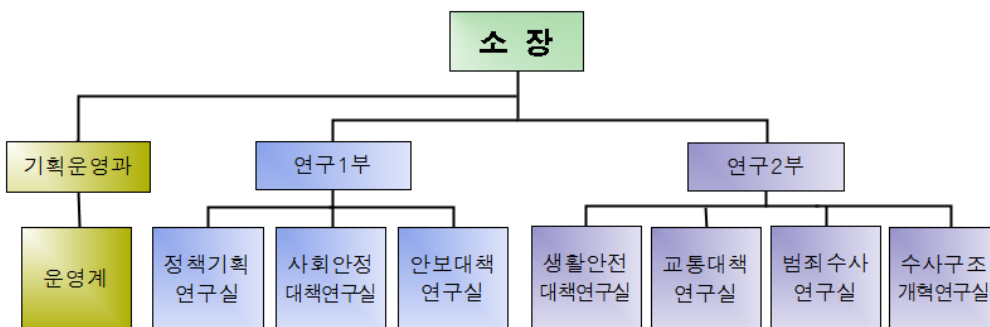 소 장
기획운영과
연구1부
연구2부
운영계
정책기획
연구실
사회안정
대책연구실
안보대책
연구실
생활안전
대책연구실
교통대책
연구실
범죄수사
연구실
수사구조
개혁연구실